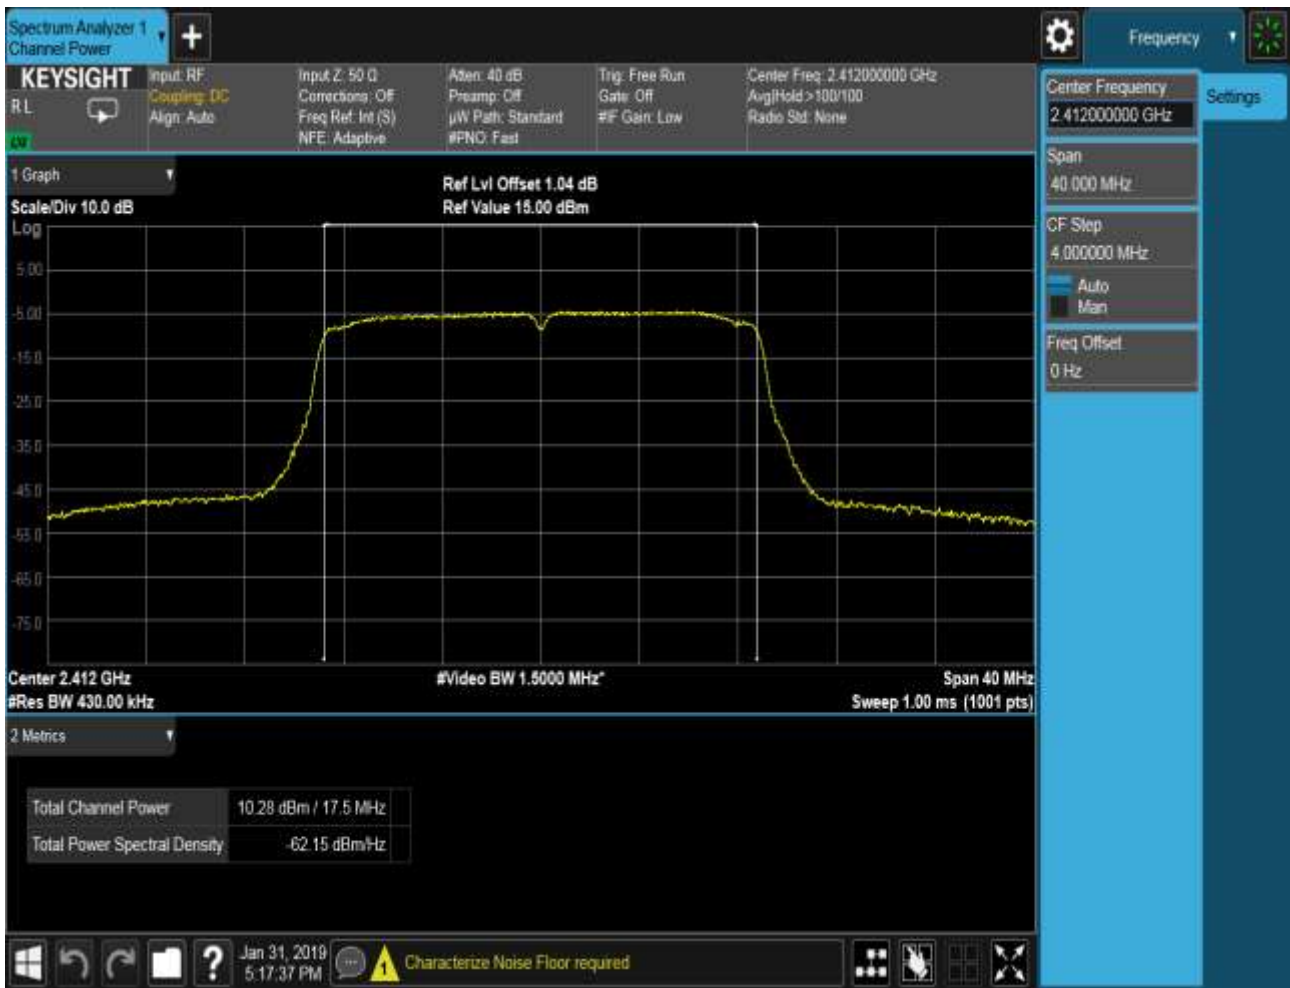 Spectrum Analyzer 1
Channel Power
Frequency
KEYSIGHT
R L
Input: RF
Coupling: DC
Align: Auto
Input Z: 50 Ω
Corrections: Off
Freq Ref: Int (S)
NFE: Adaptive
Atten: 40 dB
Preamp: Off
µW Path: Standard
#PNO: Fast
Trig: Free Run
Gate: Off
#IF Gain: Low
Center Freq: 2.412000000 GHz
Avg|Hold:>100/100
Radio Std: None
Center Frequency
2.412000000 GHz
Settings
Span
40.000 MHz
CF Step
4.000000 MHz
Auto
Man
Freq Offset
0 Hz
1 Graph
Scale/Div 10.0 dB
Ref Lvl Offset 1.04 dB
Ref Value 15.00 dBm
Log
5.00
-5.00
-15.0
-25.0
-35.0
-45.0
-55.0
-65.0
-75.0
Center 2.412 GHz
#Res BW 430.00 kHz
#Video BW 1.5000 MHz*
Span 40 MHz
Sweep 1.00 ms (1001 pts)
2 Metrics
Total Channel Power 10.28 dBm / 17.5 MHz
Total Power Spectral Density -62.15 dBm/Hz
?
Jan 31, 2019
5:17:37 PM
1
Characterize Noise Floor required